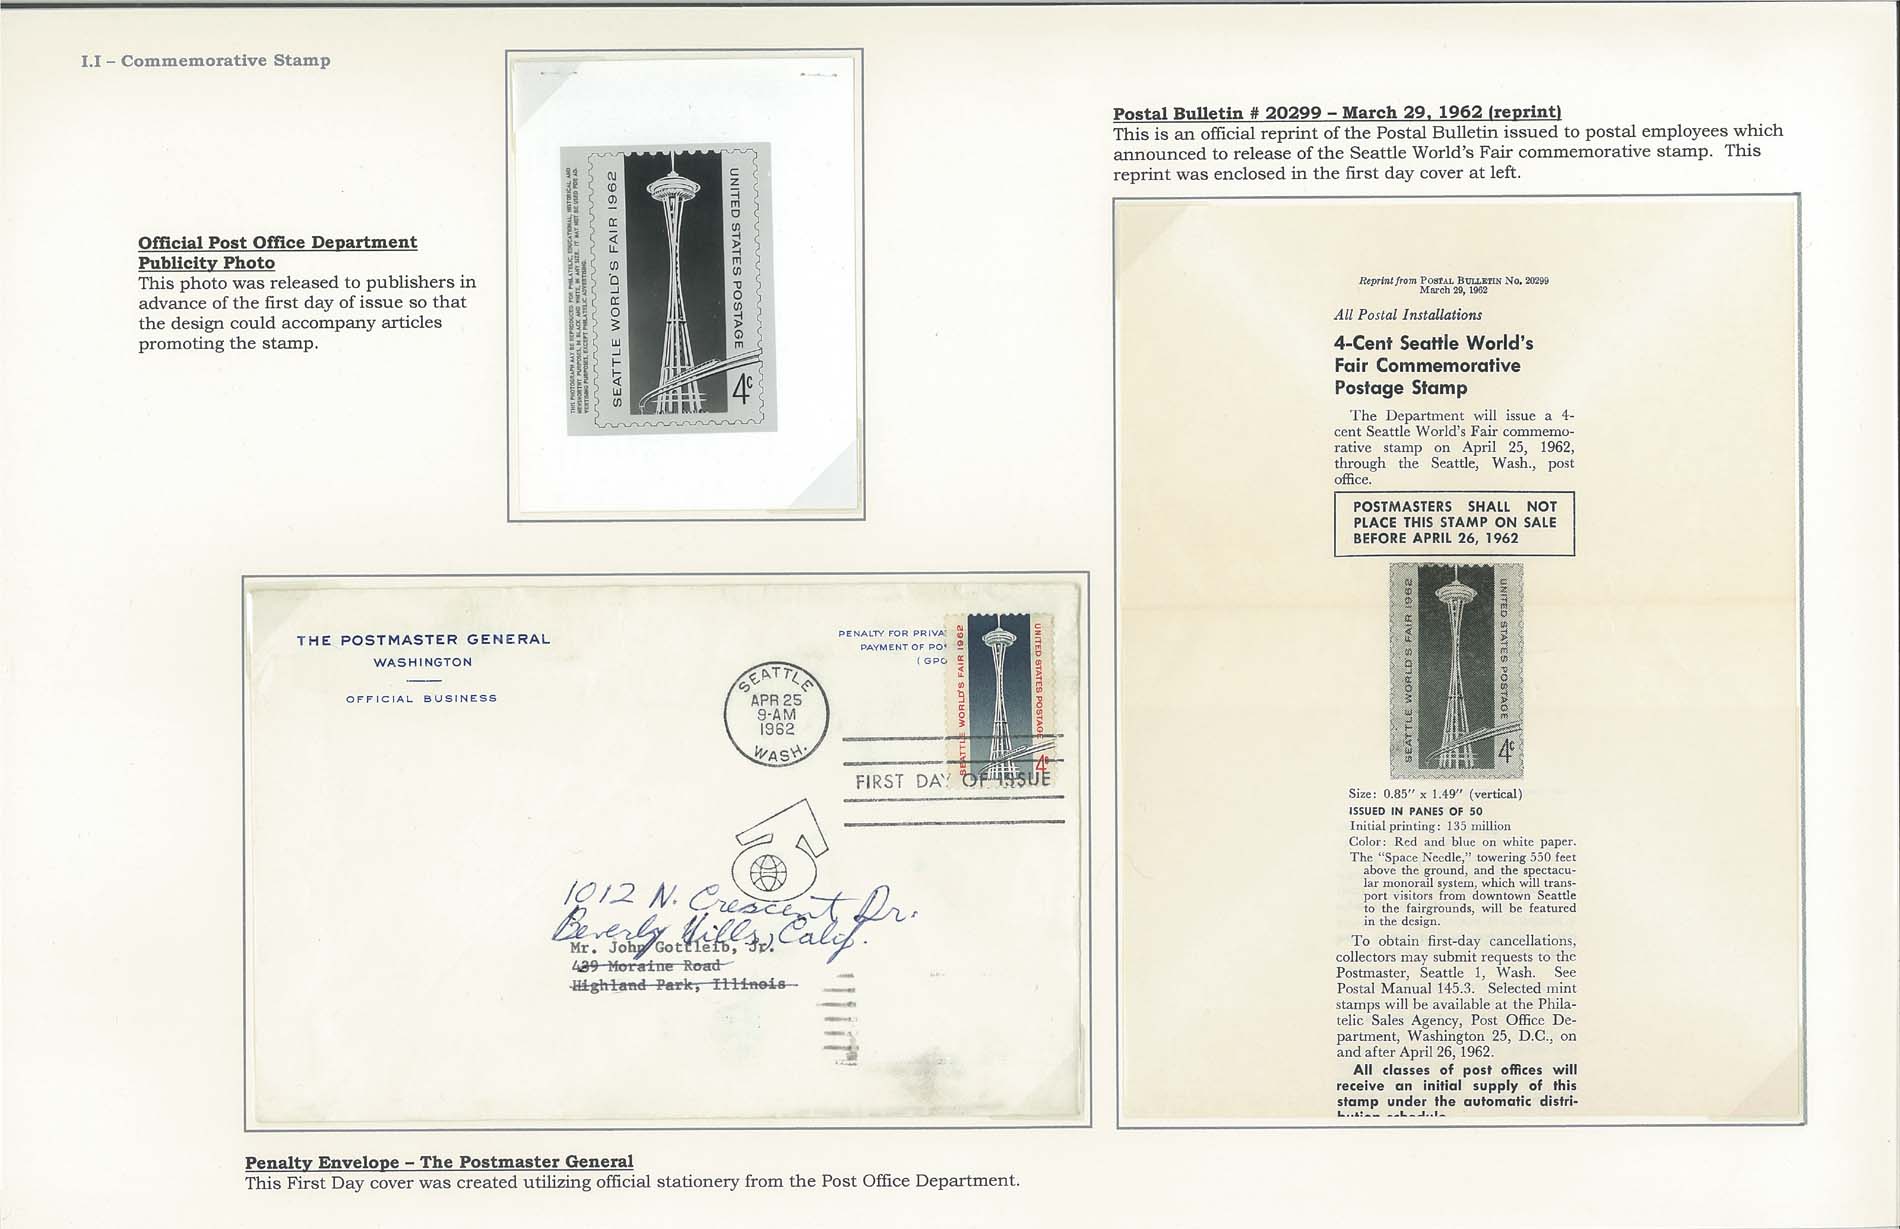 I.I – Commemorative Stamp
Official Post Office Department
Publicity Photo
This photo was released to publishers in
advance of the first day of issue so that
the design could accompany articles
promoting the stamp.
THIS PHOTOGRAPH MAY BE REPRODUCED FOR PHILATELIC, EDUCATIONAL, HISTORICAL AND
NEWSWORTHY PURPOSES, IN BLACK AND WHITE, IN ANY SIZE. IT MAY NOT BE USED FOR AD-
VERTISING PURPOSES, EXCEPT PHILATELIC ADVERTISING.
SEATTLE WORLD'S FAIR 1962
UNITED STATES POSTAGE
4c
Postal Bulletin # 20299 – March 29, 1962 (reprint)
This is an official reprint of the Postal Bulletin issued to postal employees which
announced to release of the Seattle World's Fair commemorative stamp.  This
reprint was enclosed in the first day cover at left.
Reprint from POSTAL BULLETIN No. 20299
March 29, 1962
All Postal Installations
4-Cent Seattle World's
Fair Commemorative
Postage Stamp
The Department will issue a 4-
cent Seattle World's Fair commemo-
rative stamp on April 25, 1962,
through the Seattle, Wash., post
office.
POSTMASTERS SHALL NOT
PLACE THIS STAMP ON SALE
BEFORE APRIL 26, 1962
SEATTLE WORLD'S FAIR 1962
UNITED STATES POSTAGE
4c
Size: 0.85" x 1.49" (vertical)
ISSUED IN PANES OF 50
Initial printing: 135 million
Color: Red and blue on white paper.
The "Space Needle," towering 550 feet
above the ground, and the spectacu-
lar monorail system, which will trans-
port visitors from downtown Seattle
to the fairgrounds, will be featured
in the design.
To obtain first-day cancellations,
collectors may submit requests to the
Postmaster, Seattle 1, Wash. See
Postal Manual 145.3. Selected mint
stamps will be available at the Phila-
telic Sales Agency, Post Office De-
partment, Washington 25, D.C., on
and after April 26, 1962.
All classes of post offices will
receive an initial supply of this
stamp under the automatic distri-
bution schedule.
THE POSTMASTER GENERAL
WASHINGTON
OFFICIAL BUSINESS
PENALTY FOR PRIVA
PAYMENT OF PO
(GPO
SEATTLE WORLD'S FAIR 1962
UNITED STATES POSTAGE
4c
SEATTLE
APR 25
9-AM
1962
WASH.
FIRST DAY OF ISSUE
1012 N. Crescent Dr.
Beverly Hills, Calif.
Mr. John Gottleib, Jr.
439 Moraine Road
Highland Park, Illinois
Penalty Envelope – The Postmaster General
This First Day cover was created utilizing official stationery from the Post Office Department.